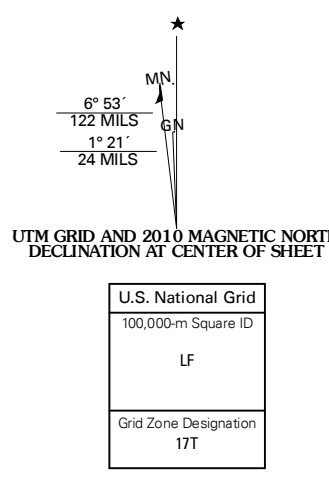 ★
MN.
6° 53´
122 MILS
GN
1° 21´
24 MILS
UTM GRID AND 2010 MAGNETIC NORT
DECLINATION AT CENTER OF SHEET
U.S. National Grid
100,000-m Square ID
LF
Grid Zone Designation
17T